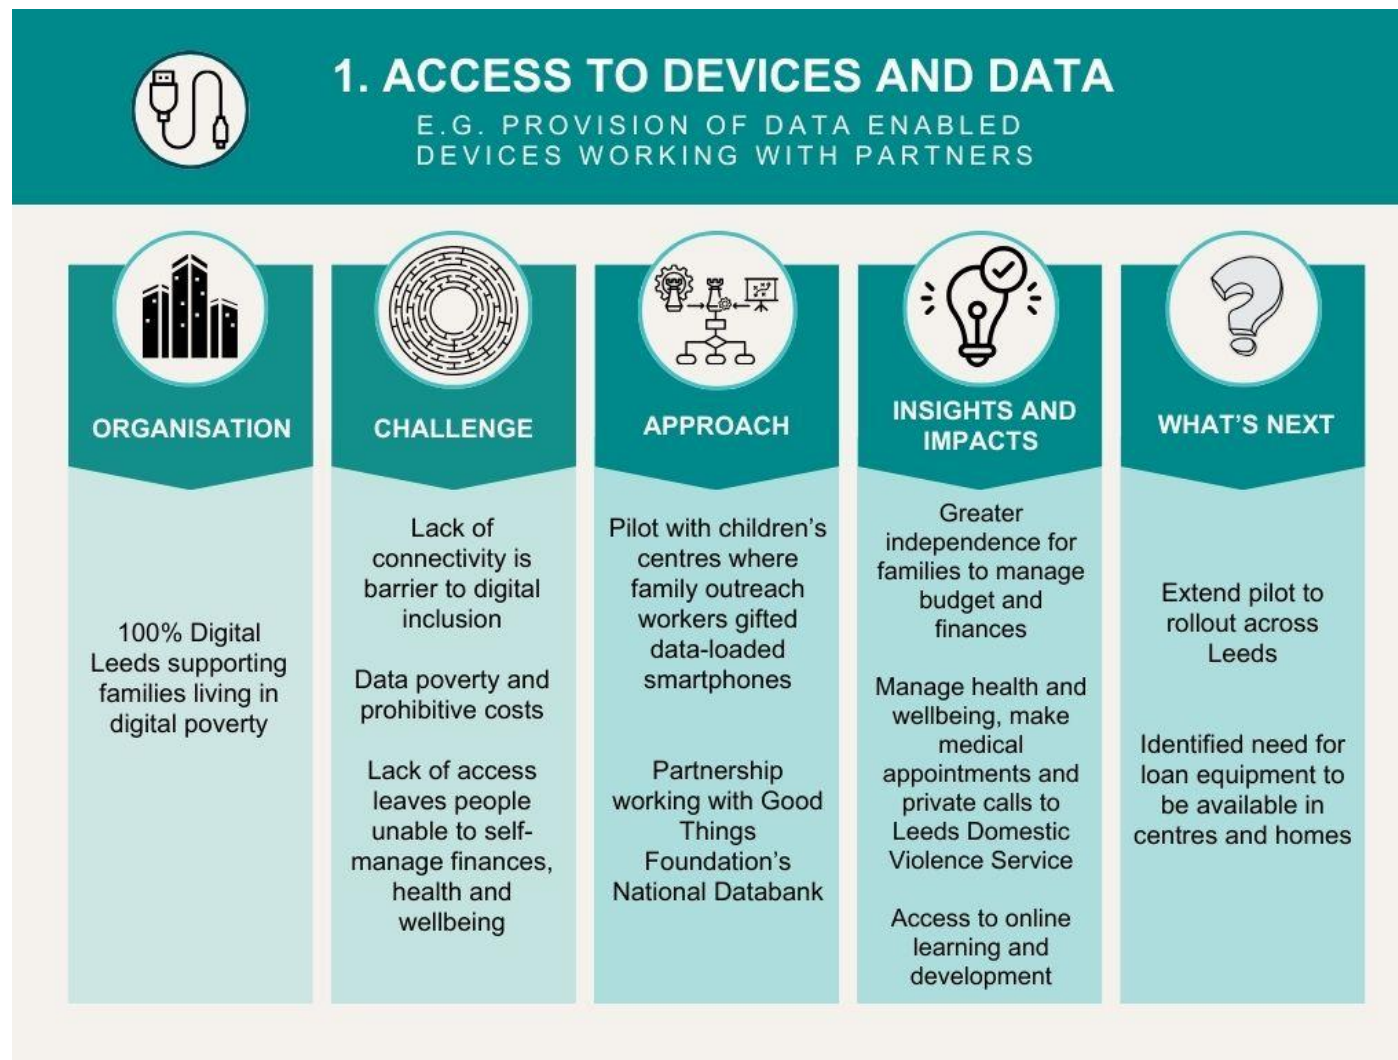 1. ACCESS TO DEVICES AND DATA
E.G. PROVISION OF DATA ENABLED
DEVICES WORKING WITH PARTNERS
ORGANISATION
100% Digital
Leeds supporting
families living in
digital poverty
CHALLENGE
Lack of
connectivity is
barrier to digital
inclusion
Data poverty and
prohibitive costs
Lack of access
leaves people
unable to self-
manage finances,
health and
wellbeing
APPROACH
Pilot with children's
centres where
family outreach
workers gifted
data-loaded
smartphones
Partnership
working with Good
Things
Foundation's
National Databank
INSIGHTS AND
IMPACTS
Greater
independence for
families to manage
budget and
finances
Manage health and
wellbeing, make
medical
appointments and
private calls to
Leeds Domestic
Violence Service
Access to online
learning and
development
WHAT'S NEXT
Extend pilot to
rollout across
Leeds
Identified need for
loan equipment to
be available in
centres and homes